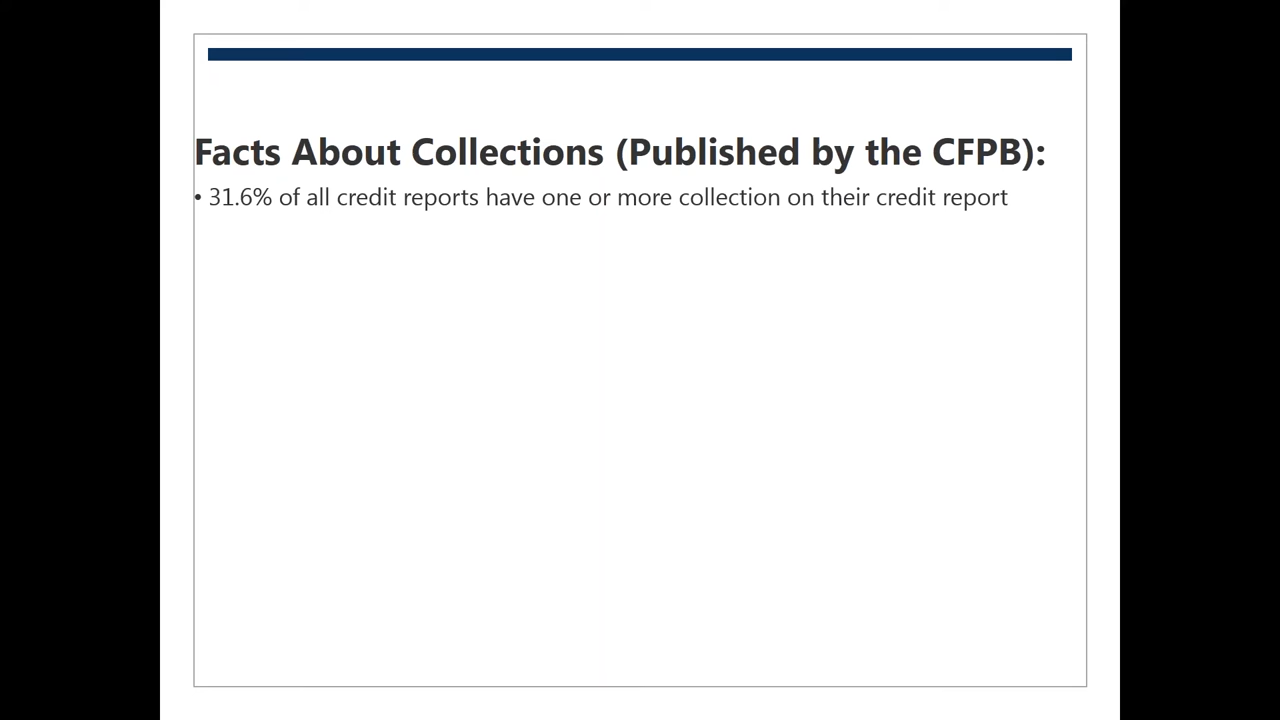 Facts About Collections (Published by the CFPB):
• 31.6% of all credit reports have one or more collection on their credit report